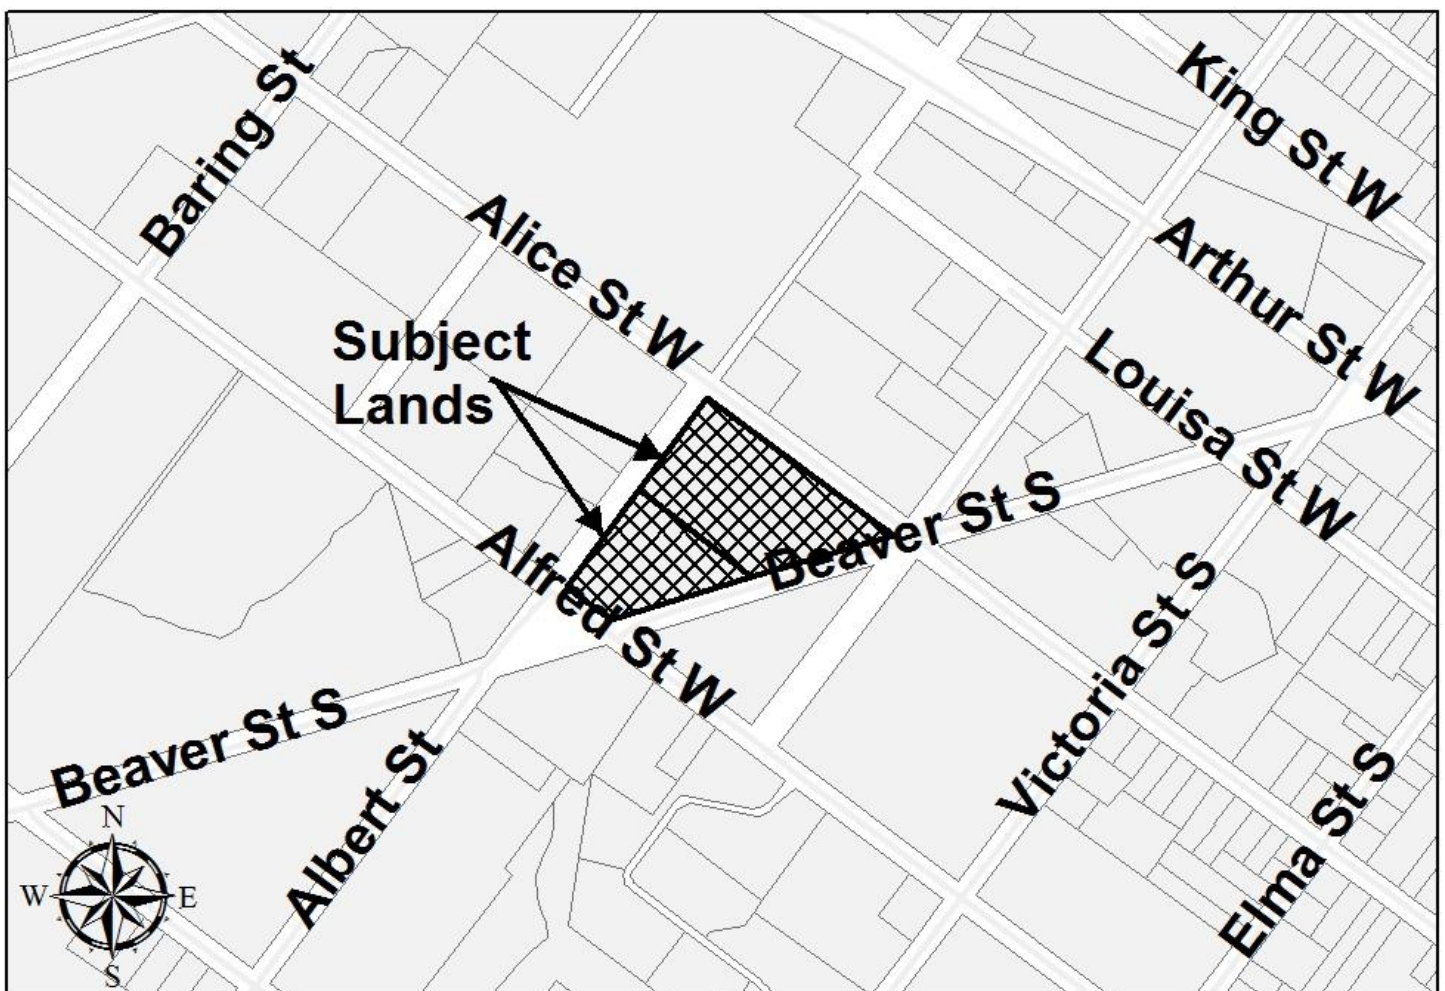 King St W
Baring St
Alice St W
Arthur St W
Subject
Lands
Louisa St W
Beaver St S
Alfred St W
Victoria St S
Beaver St S
Albert St
Elma St S
N
W
E
S